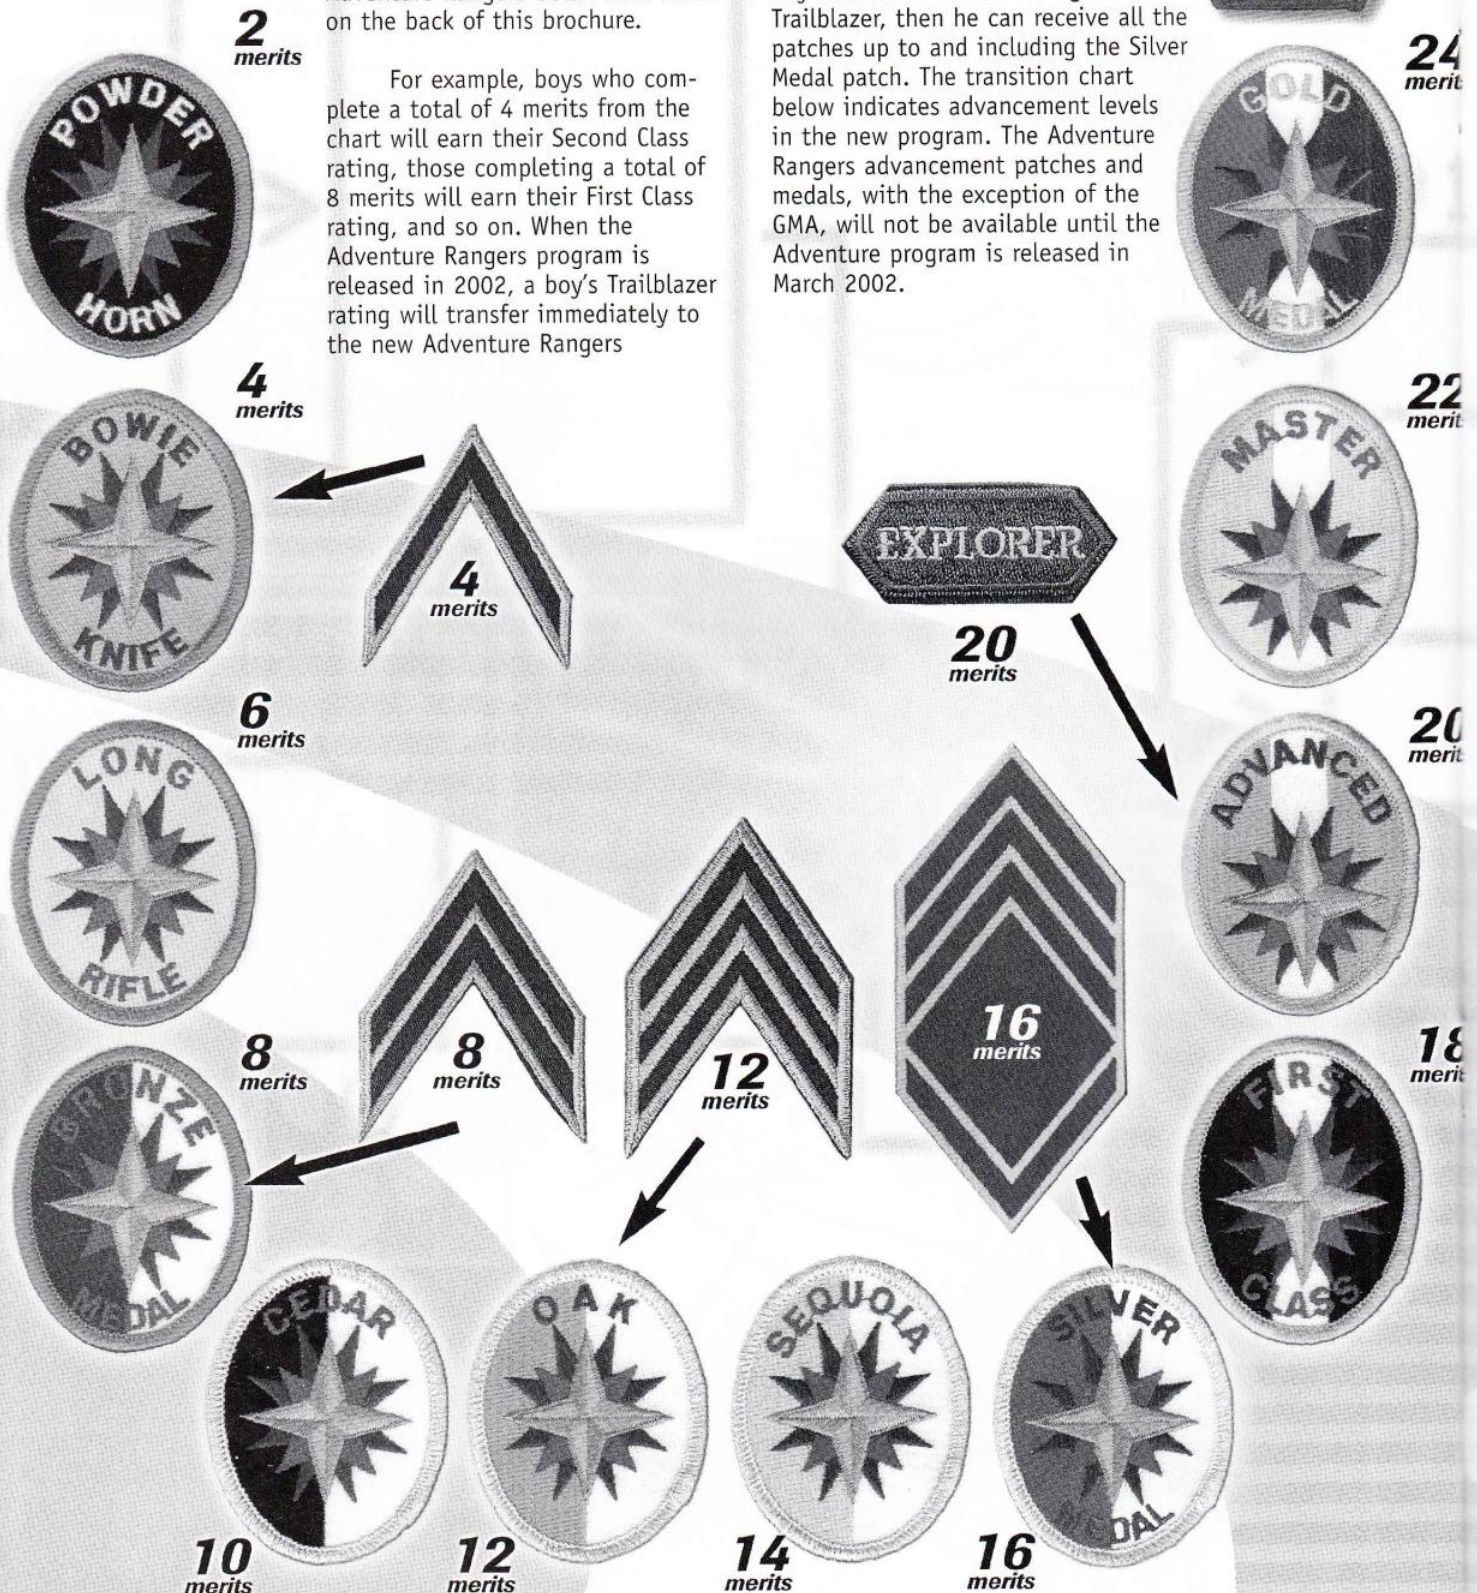 on the back of this brochure.
For example, boys who com-
plete a total of 4 merits from the
chart will earn their Second Class
rating, those completing a total of
8 merits will earn their First Class
rating, and so on. When the
Adventure Rangers program is
released in 2002, a boy's Trailblazer
rating will transfer immediately to
the new Adventure Rangers
Trailblazer, then he can receive all the
patches up to and including the Silver
Medal patch. The transition chart
below indicates advancement levels
in the new program. The Adventure
Rangers advancement patches and
medals, with the exception of the
GMA, will not be available until the
Adventure program is released in
March 2002.
2
merits
POWDER
HORN
4
merits
BOWIE
KNIFE
6
merits
LONG
RIFLE
8
merits
BRONZE
MEDAL
4
merits
8
merits
12
merits
16
merits
EXPLORER
20
merits
10
merits
CEDAR
12
merits
OAK
14
merits
SEQUOIA
16
merits
SILVER
MEDAL
18
merit
FIRST
CLASS
20
merit
ADVANCED
22
merit
MASTER
24
merit
GOLD
MEDAL